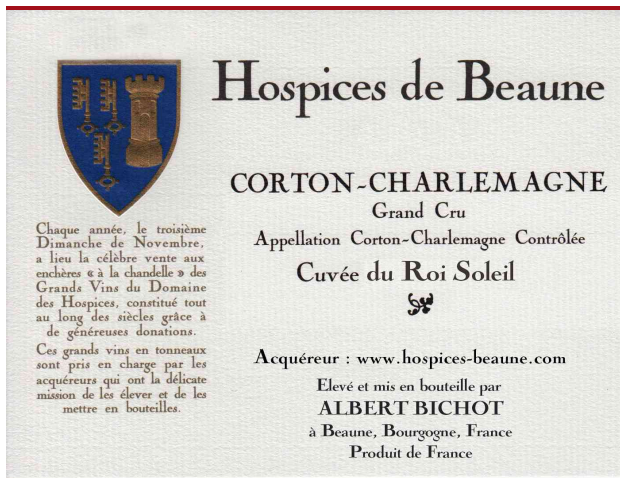 Hospices de Beaune
CORTON-CHARLEMAGNE
Grand Cru
Appellation Corton-Charlemagne Contrôlée
Cuvée du Roi Soleil
Chaque année, le troisième
Dimanche de Novembre,
a lieu la célèbre vente aux
enchères « à la chandelle » des
Grands Vins du Domaine
des Hospices, constitué tout
au long des siècles grâce à
de généreuses donations.
Ces grands vins en tonneaux
sont pris en charge par les
acquéreurs qui ont la délicate
mission de les élever et de les
mettre en bouteilles.
Acquéreur : www.hospices-beaune.com
Elevé et mis en bouteille par
ALBERT BICHOT
à Beaune, Bourgogne, France
Produit de France